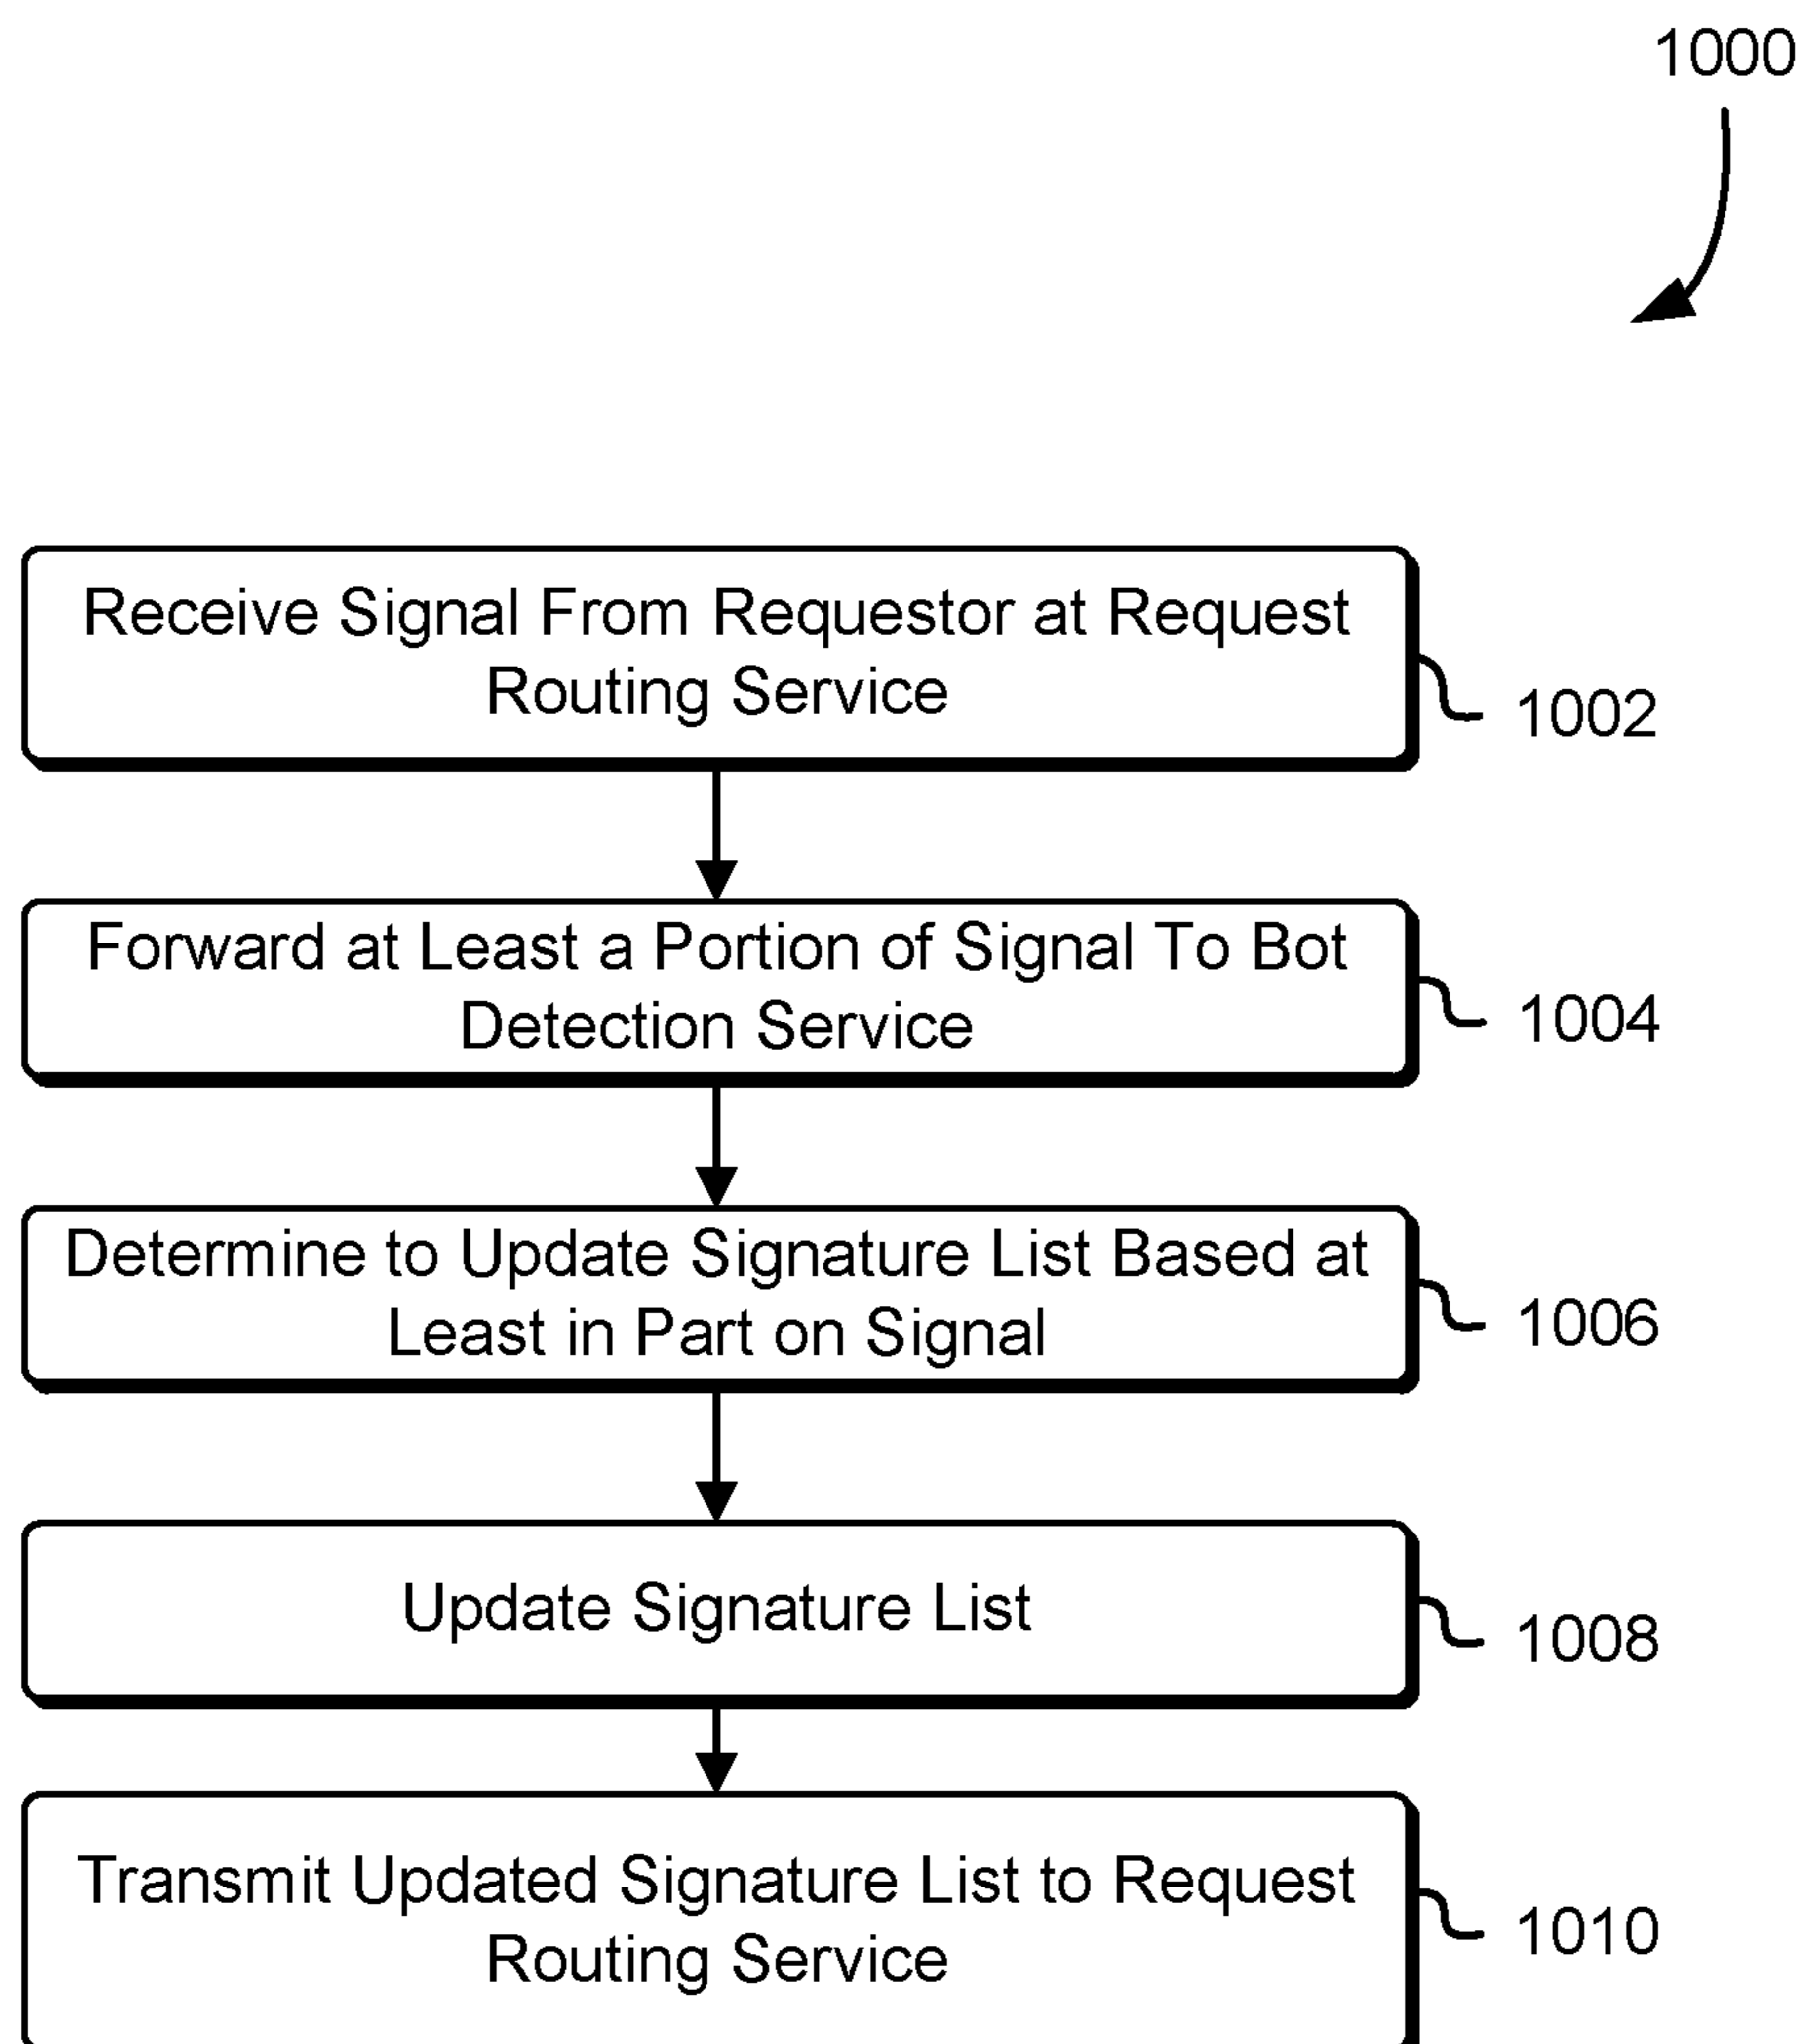 1000
Receive Signal From Requestor at Request
Routing Service
1002
Forward at Least a Portion of Signal To Bot
Detection Service
1004
Determine to Update Signature List Based at
Least in Part on Signal
1006
Update Signature List
1008
Transmit Updated Signature List to Request
Routing Service
1010